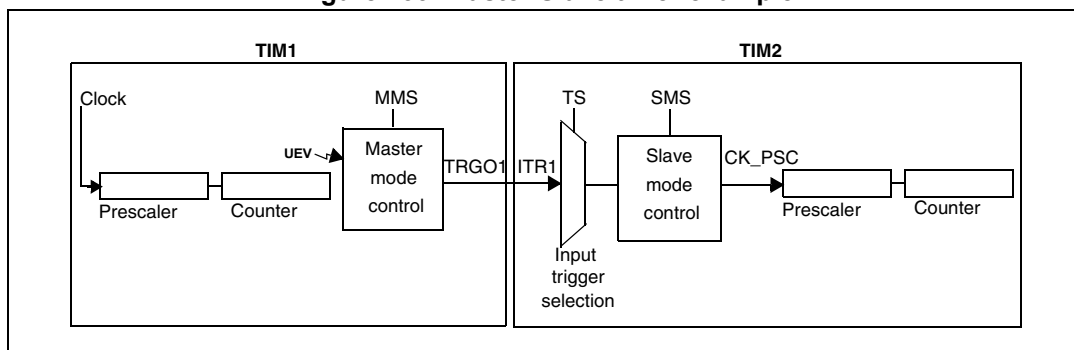 TIM1
TIM2
Clock
MMS
TS
SMS
UEV
Master
mode
control
TRGO1
ITR1
Slave
mode
control
CK_PSC
Prescaler
Counter
Prescaler
Counter
Input
trigger
selection